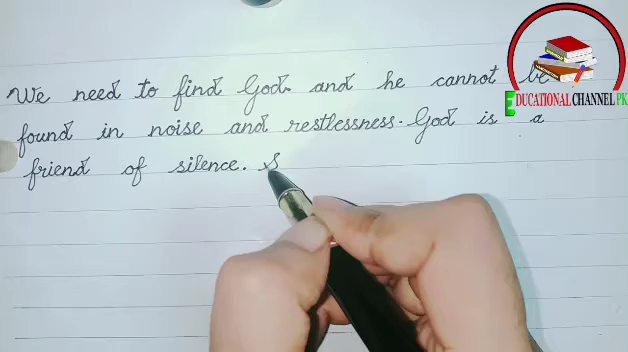 We need to find God. and he cannot be
found in noise and restlessness. God is a
friend of silence. S
EDUCATIONAL CHANNEL PK